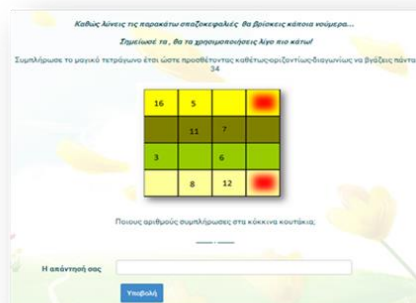 Καθώς λύνεις τις παρακάτω σπαζοκεφαλιές θα βρίσκεις κάποια νούμερα...
Σημείωσέ τα , θα τα χρησιμοποιήσεις λίγο πιο κάτω!
Συμπλήρωσε το μαγικό τετράγωνο έτσι ώστε προσθέτοντας καθέτως-οριζοντίως-διαγωνίως να βγάζεις πάντα
34
16 5
11 7
3 6
8 12
Ποιους αριθμούς συμπλήρωσες στα κόκκινα κουτάκια;
Η απάντησή σας
Υποβολή